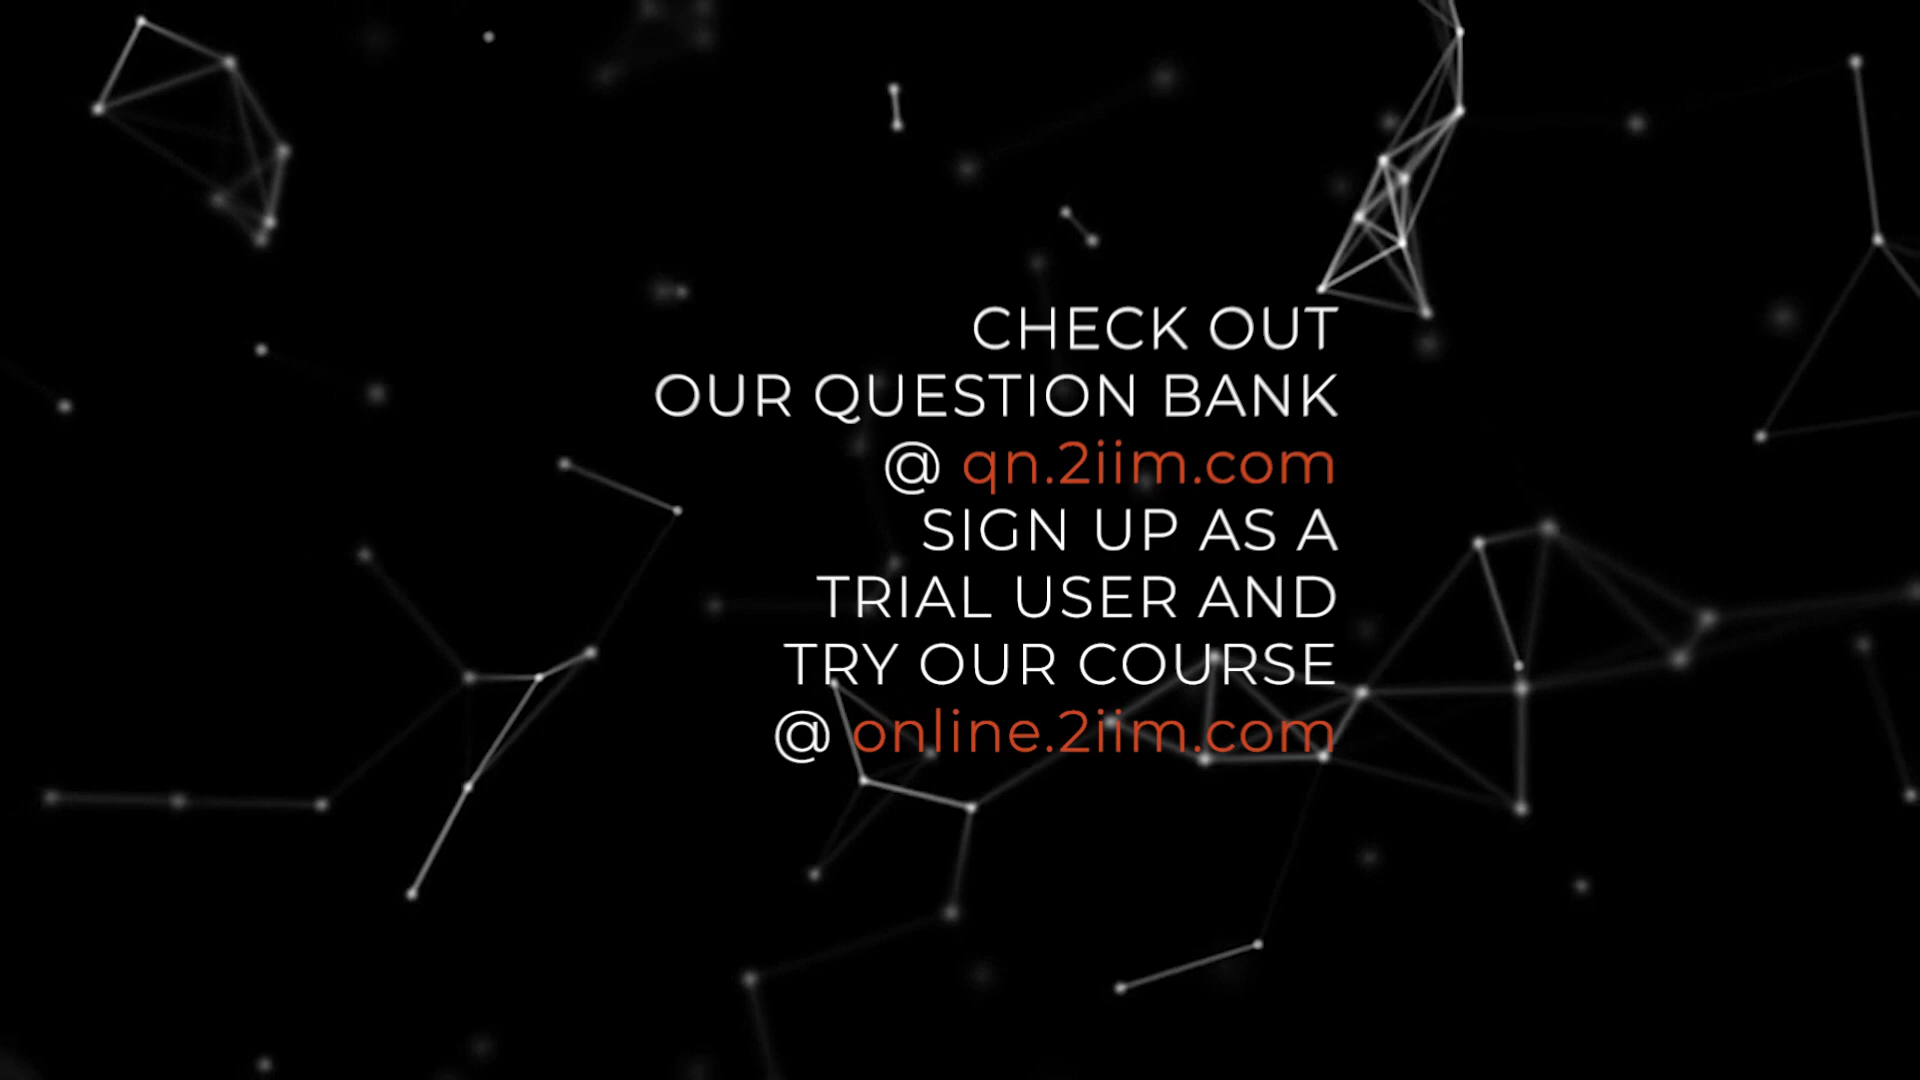 CHECK OUT
OUR QUESTION BANK
@ qn.2iim.com
SIGN UP AS A
TRIAL USER AND
TRY OUR COURSE
@ online.2iim.com